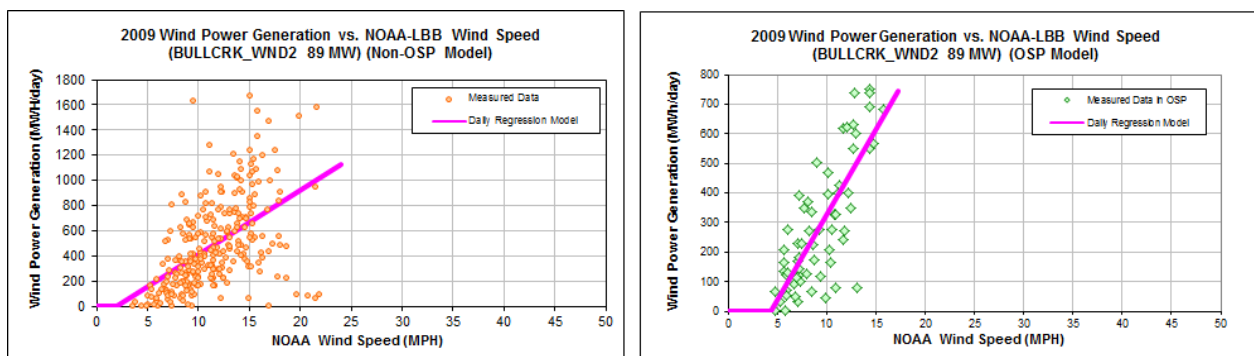 2009 Wind Power Generation vs. NOAA-LBB Wind Speed
(BULLCRK_WND2 89 MW) (Non-OSP Model)
Wind Power Generation (MWH/day)
1800
1600
1400
1200
1000
800
600
400
200
0
Measured Data
Daily Regression Model
0 5 10 15 20 25 30 35 40 45 50
NOAA Wind Speed (MPH)
2009 Wind Power Generation vs. NOAA-LBB Wind Speed
(BULLCRK_WND2 89 MW) (OSP Model)
Wind Power Generation (MWh/day)
800
700
600
500
400
300
200
100
0
Measured Data in OSP
Daily Regression Model
0 5 10 15 20 25 30 35 40 45 50
NOAA Wind Speed (MPH)